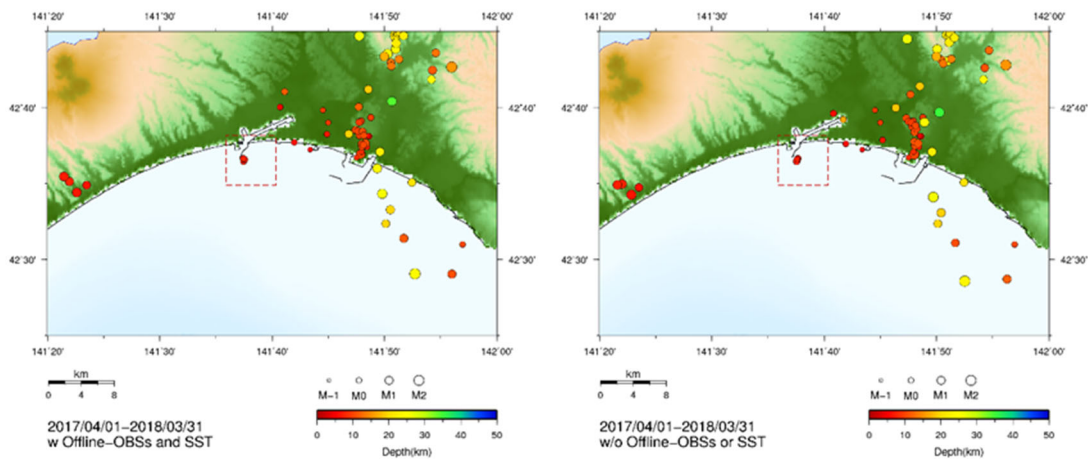 141˚20' 141˚30' 141˚40' 141˚50' 142˚00'
42˚40' 42˚40'
42˚30' 42˚30'
141˚20' 141˚30' 141˚40' 141˚50' 142˚00'
km
0 4 8
M−1 M0 M1 M2
0 10 20 30 40 50
Depth(km)
2017/04/01−2018/03/31
w Offline−OBSs and SST
141˚20' 141˚30' 141˚40' 141˚50' 142˚00'
42˚40' 42˚40'
42˚30' 42˚30'
141˚20' 141˚30' 141˚40' 141˚50' 142˚00'
km
0 4 8
M−1 M0 M1 M2
0 10 20 30 40 50
Depth(km)
2017/04/01−2018/03/31
w/o Offline−OBSs or SST